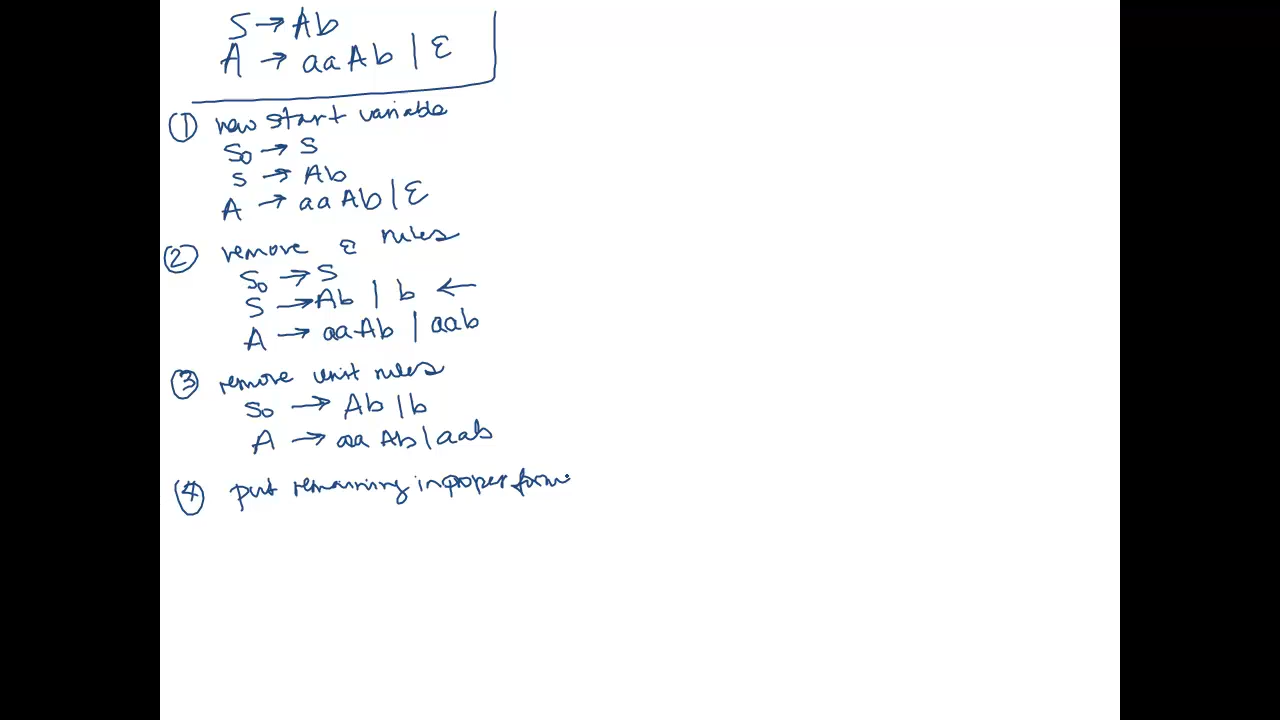 S → Ab
A → aaAb | ε
① new start variable
S₀ → S
S → Ab
A → aaAb | ε
② remove ε rules
S₀ → S
S → Ab | b ←
A → aaAb | aab
③ remove unit rules
S₀ → Ab | b
A → aaAb | aab
④ put remaining in proper form